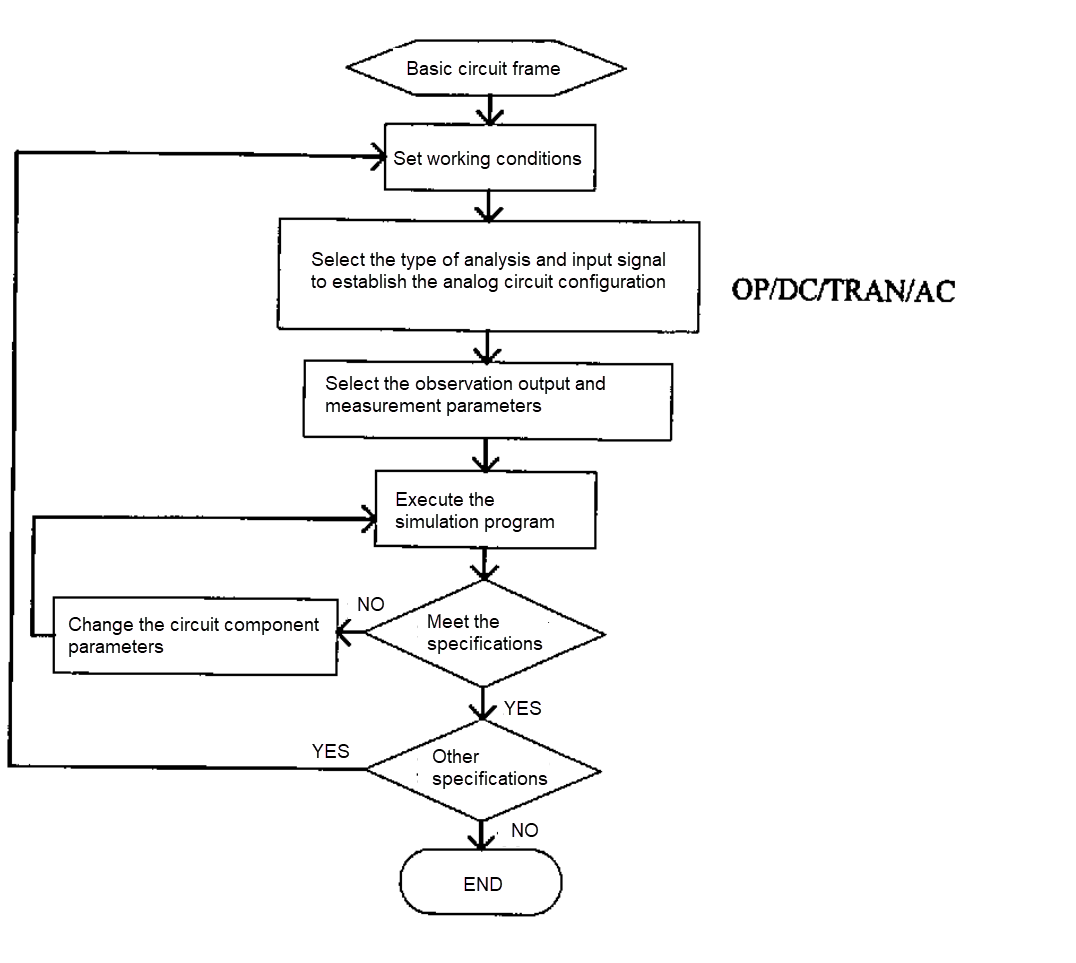 Basic circuit frame
Set working conditions
Select the type of analysis and input signal
to establish the analog circuit configuration
OP/DC/TRAN/AC
Select the observation output and
measurement parameters
Execute the
simulation program
NO
Change the circuit component
parameters
Meet the
specifications
YES
YES
Other
specifications
NO
END